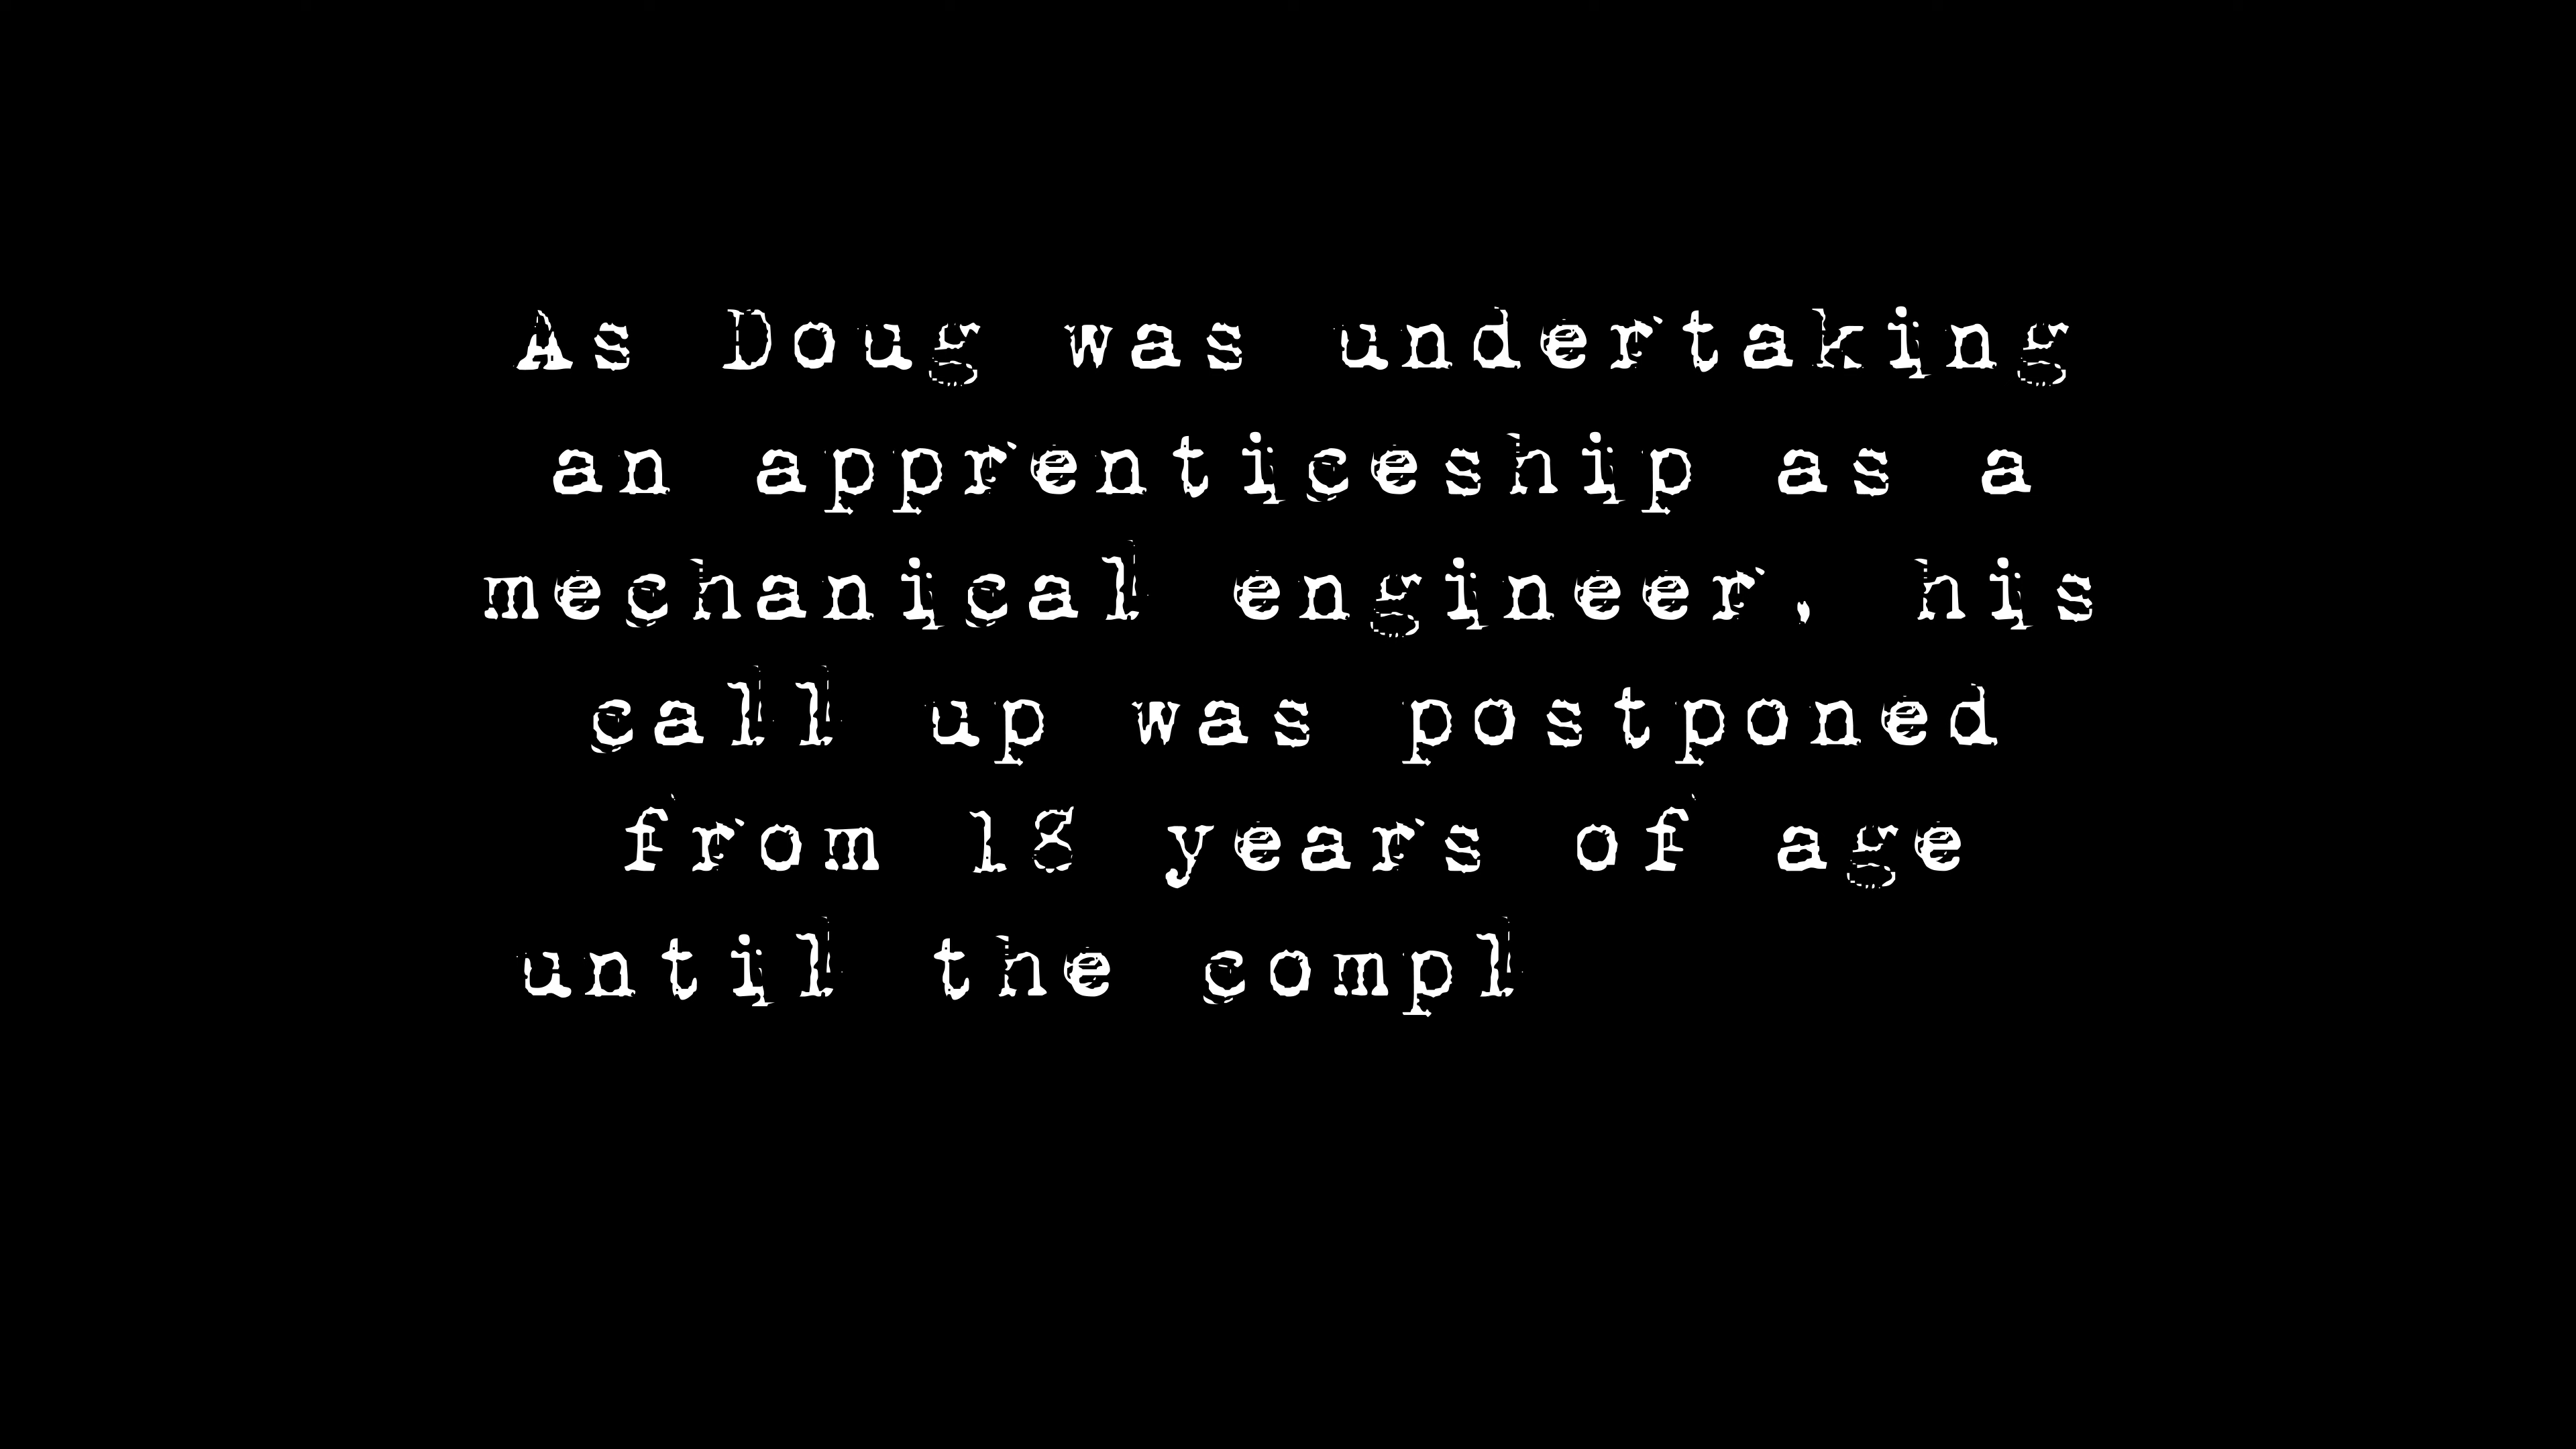 As Doug was undertaking
an apprenticeship as a
mechanical engineer, his
call up was postponed
from 18 years of age
until the compl